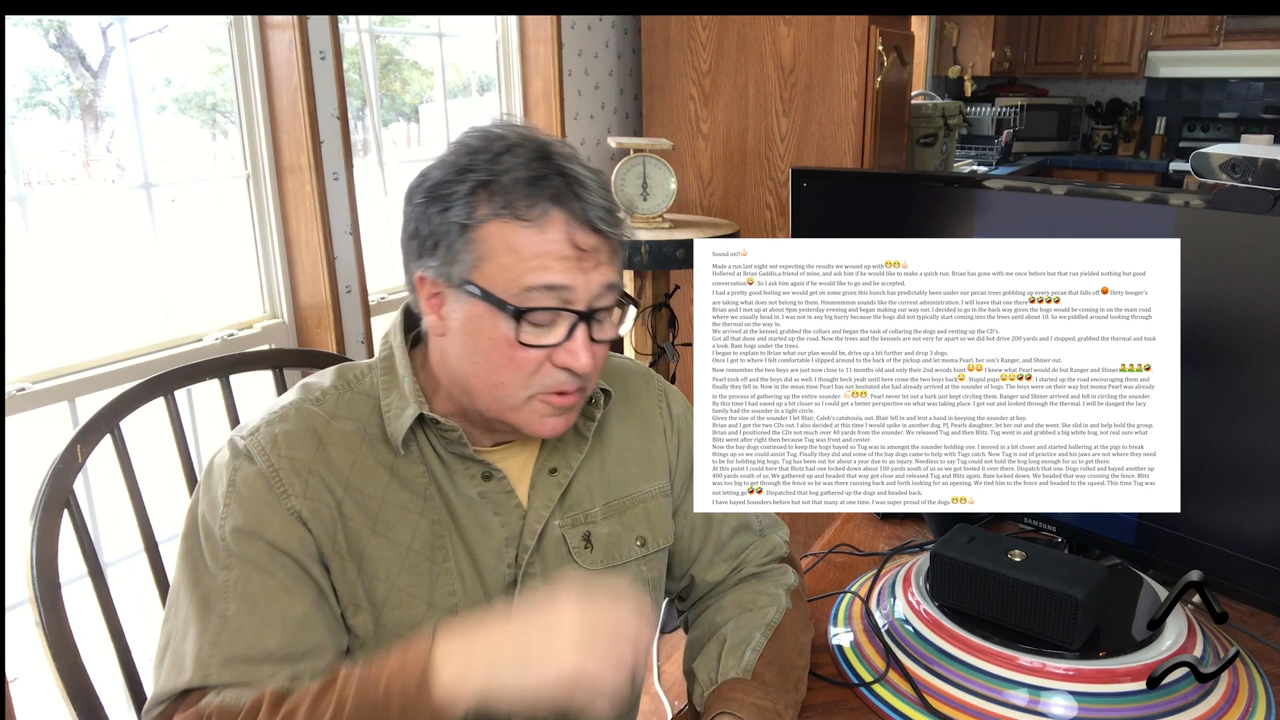 Sound on!!👆🏻
Made a run last night not expecting the results we wound up with😁😁👆🏻
Hollered at Brian Gaddis,a friend of mine, and ask him if he would like to make a quick run. Brian has gone with me once before but that run yielded nothing but good
conversation😜. So I ask him again if he would like to go and he accepted.
I had a pretty good feeling we would get on some given this bunch has predictably been under our pecan trees gobbling up every pecan that falls off.😡 Dirty booger's
are taking what does not belong to them. Hmmmmmm sounds like the current administration. I will leave that one there🤣🤣🤣🤣
Brian and I met up at about 9pm yesterday evening and began making our way out. I decided to go in the back way given the hogs would be coming in on the main road
where we usually head in. I was not in any big hurry because the hogs did not typically start coming into the trees until about 10. So we piddled around looking through
the thermal on the way in.
We arrived at the kennel, grabbed the collars and began the task of collaring the dogs and vesting up the CD's.
Got all that done and started up the road. Now the trees and the kennels are not very far apart so we did bot drive 200 yards and I stopped, grabbed the thermal and took
a look. Bam hogs under the trees.
I began to explain to Brian what our plan would be, drive up a bit further and drop 3 dogs.
Once I got to where I felt comfortable I slipped around to the back of the pickup and let moma Pearl, her son's Ranger, and Shiner out.
Now remember the two boys are just now close to 11 months old and only their 2nd woods hunt. I knew what Pearl would do but Ranger and Shiner
Pearl took off and the boys did as well. I thought heck yeah until here come the two boys back. Stupid pups. I started up the road encouraging them and
finally they fell in. Now in the mean time Pearl has not hesitated she had already arrived at the sounder of hogs. The boys were on their way but moma Pearl was already
in the process of gathering up the entire sounder. Pearl never let out a bark just kept circling them. Ranger and Shiner arrived and fell in circling the sounder.
By this time I had eased up a bit closer so I could get a better perspective on what was taking place. I got out and looked through the thermal. I will be danged the lacy
family had the sounder in a tight circle.
Given the size of the sounder I let Blair, Caleb's catahoula, out. Blair fell in and lent a hand in keeping the sounder at bay.
Brian and I got the two CDs out. I also decided at this time I would spike in another dog, PJ, Pearls daughter, let her out and she went. She slid in and help hold the group.
Brian and I positioned the CDs not much over 40 yards from the sounder. We released Tug and then Blitz. Tug went in and grabbed a big white hog, not real sure what
Blitz went after right then because Tug was front and center.
Now the bay dogs continued to keep the hogs bayed so Tug was in amongst the sounder holding one. I moved in a bit closer and started hollering at the pigs to break
things up so we could assist Tug. Finally they did and some of the bay dogs came to help with Tugs catch. Now Tug is out of practice and his jaws are not where they need
to be for holding big hogs. Tug has been out for about a year due to an injury. Needless to say Tug could not hold the hog long enough for us to get there.
At this point I could here that Blotz had one locked down about 100 yards south of us so we got footed it over there. Dispatch that one. Dogs rolled and bayed another up
400 yards south of us. We gathered up and headed that way got close and released Tug and Blitz again. Bam locked down. We headed that way crossing the fence. Blitz
was too big to get through the fence so he was there running back and forth looking for an opening. We tied him to the fence and headed to the squeal. This time Tug was
not letting go🤣🤣. Dispatched that hog gathered up the dogs and headed back.
I have bayed Sounders before but not that many at one time. I was super proud of the dogs😁😁👆🏻
SAMSUNG